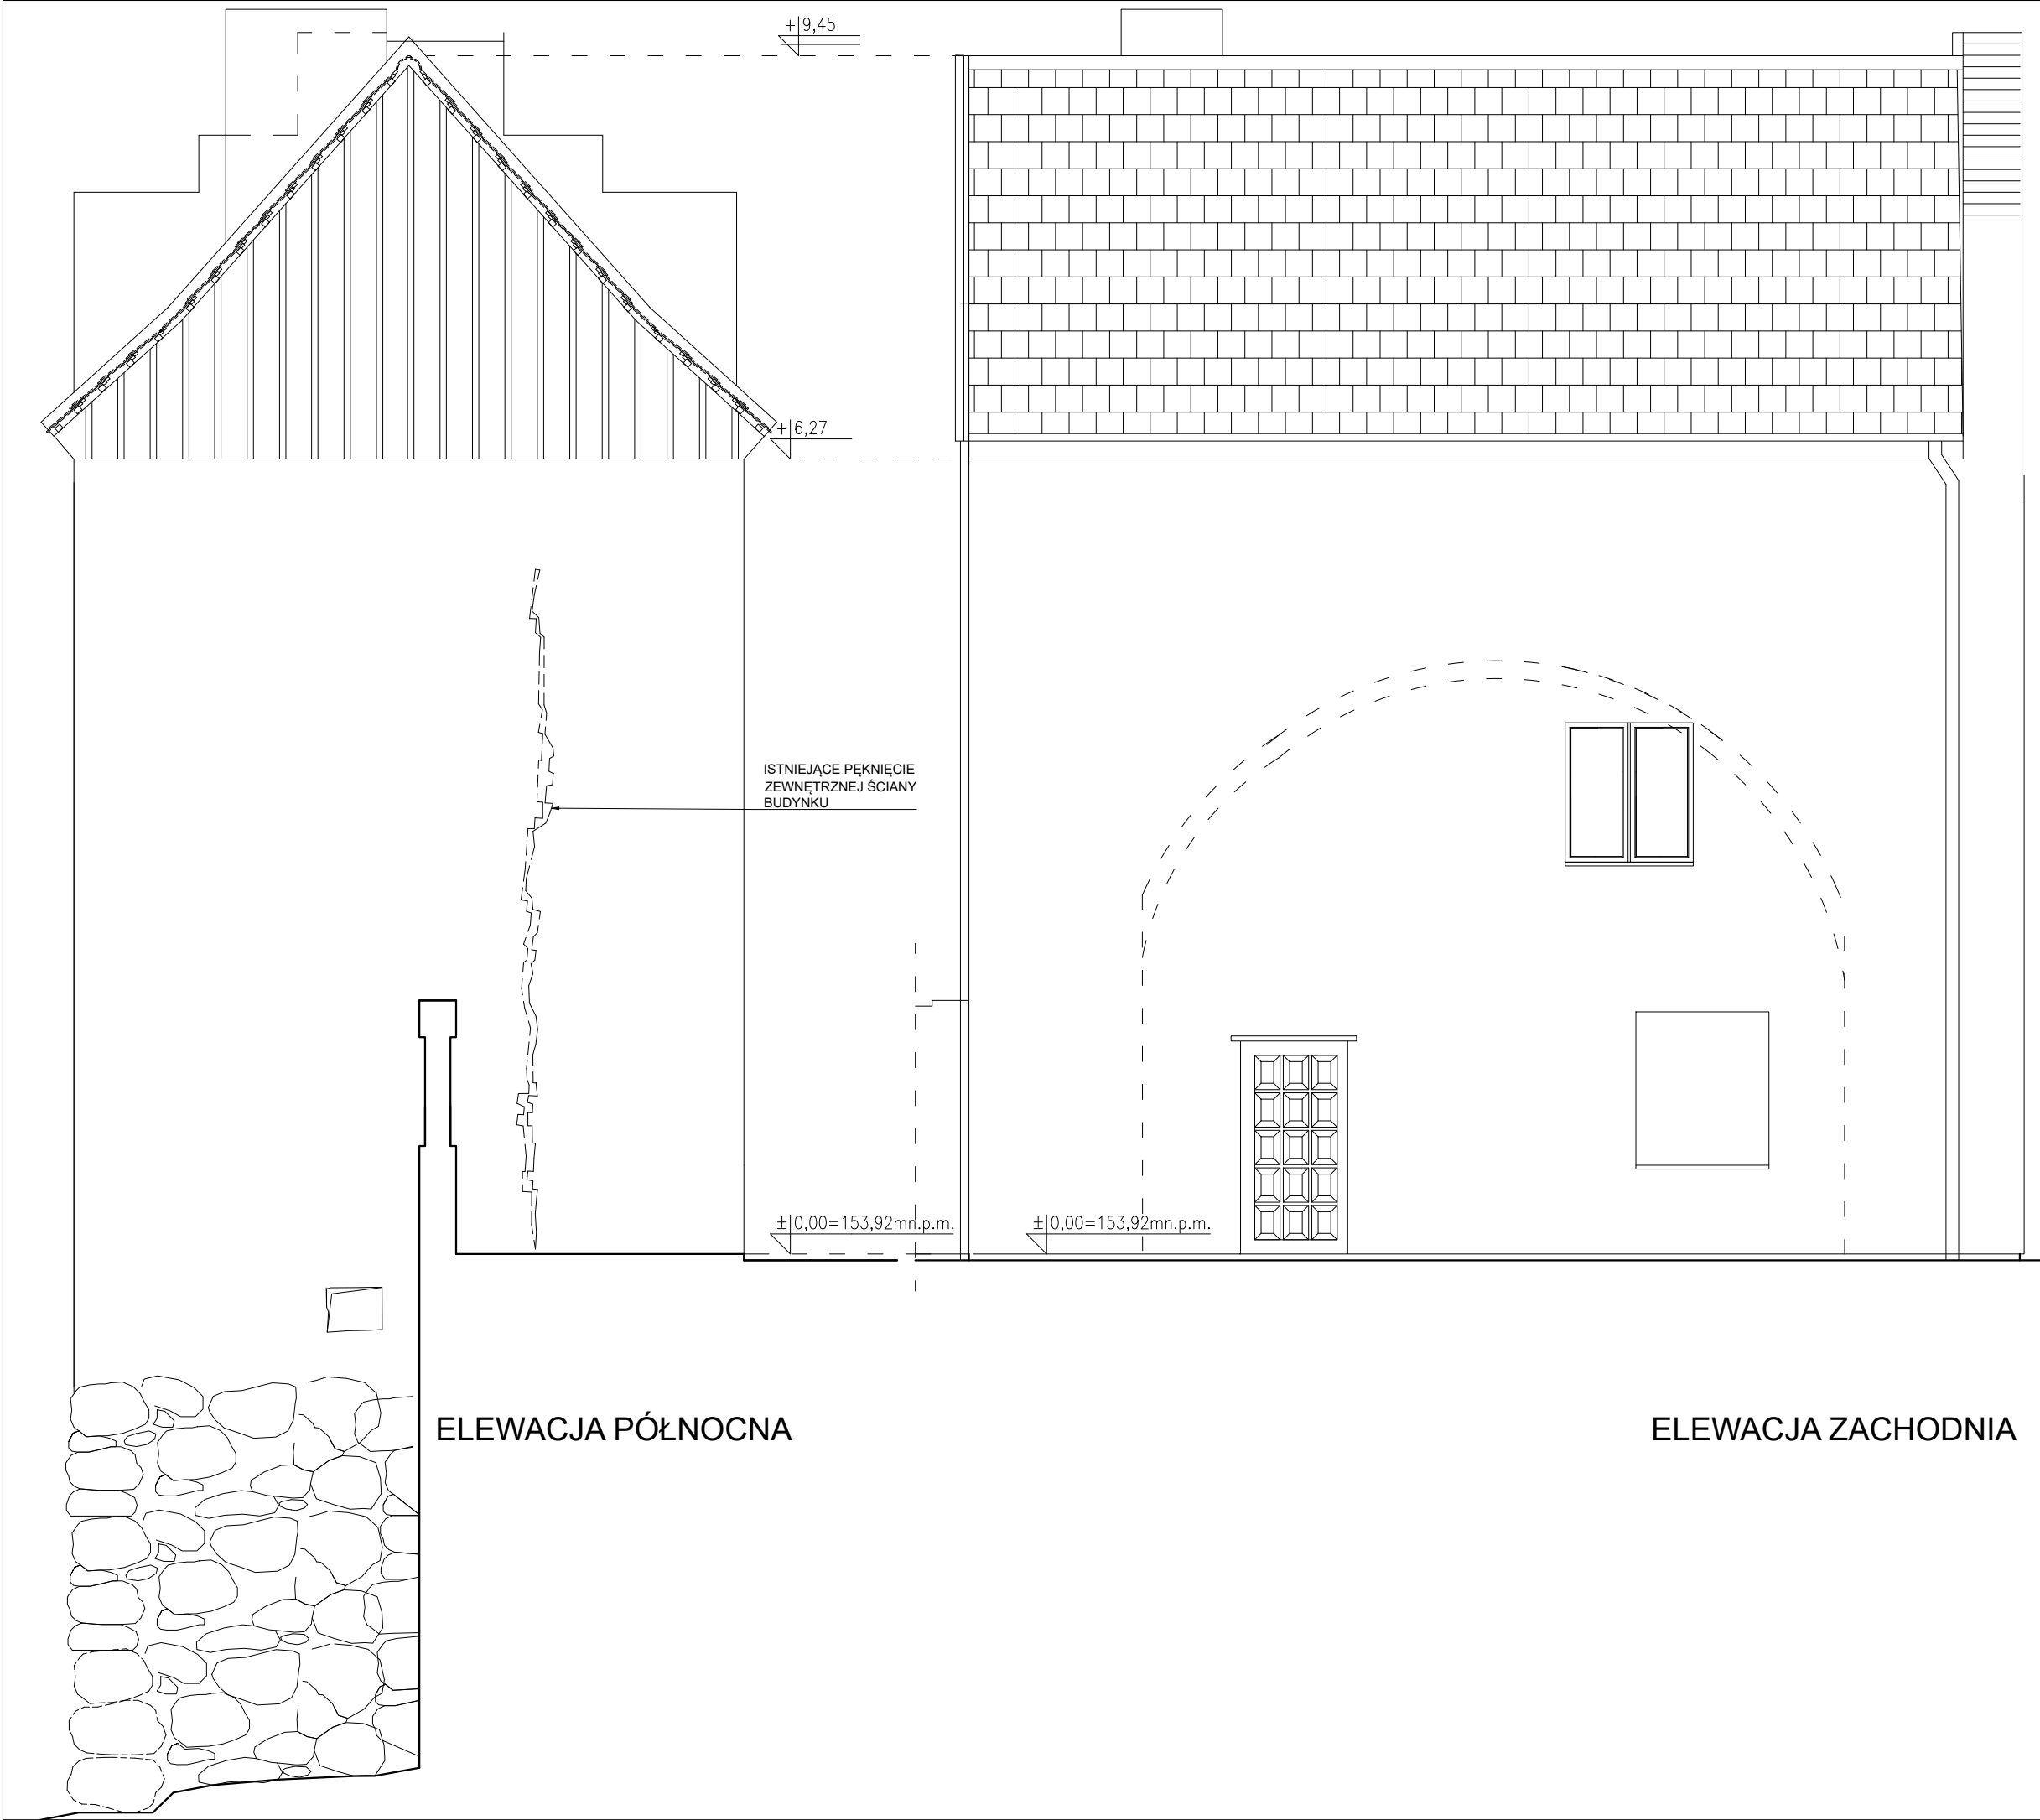 +9,45
+6,27
ISTNIEJĄCE PĘKNIĘCIE
ZEWNĘTRZNEJ ŚCIANY
BUDYNKU
±0,00=153,92mn.p.m.
±0,00=153,92mn.p.m.
ELEWACJA PÓŁNOCNA
ELEWACJA ZACHODNIA